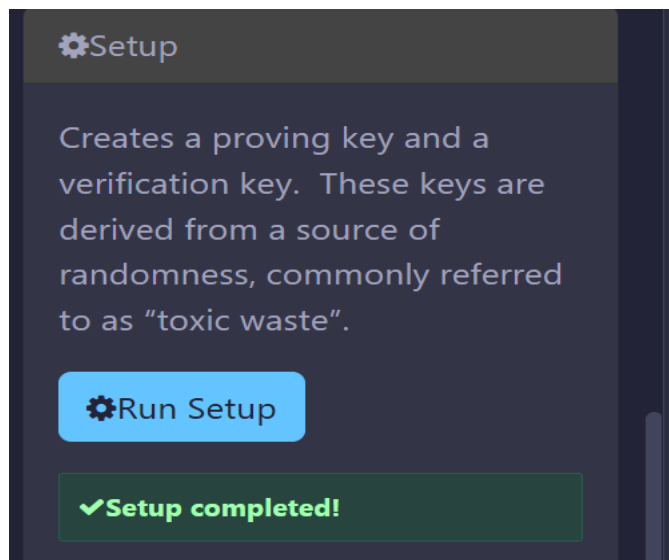 Setup
Creates a proving key and a
verification key. These keys are
derived from a source of
randomness, commonly referred
to as “toxic waste”.
Run Setup
Setup completed!